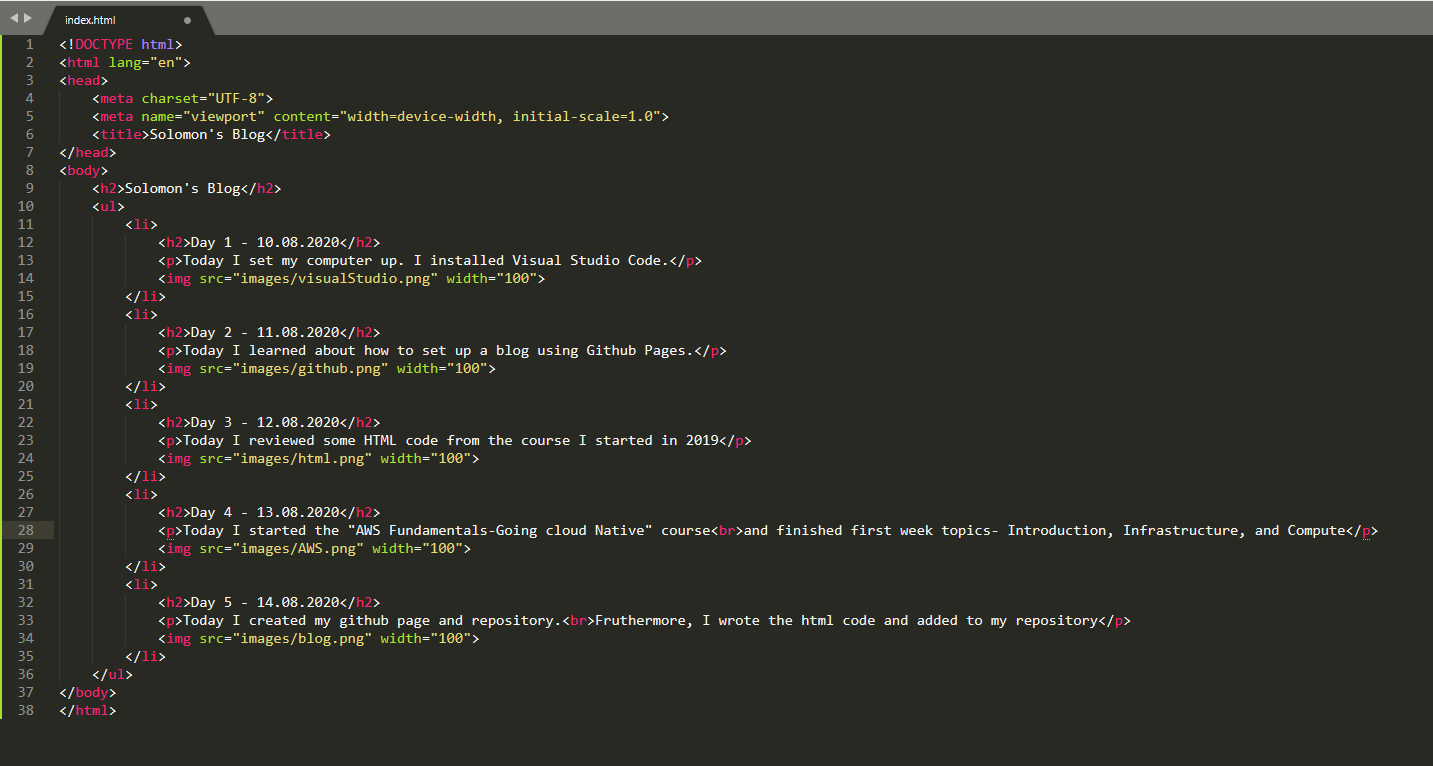 index.html
1 <!DOCTYPE html>
2 <html lang="en">
3 <head>
4     <meta charset="UTF-8">
5     <meta name="viewport" content="width=device-width, initial-scale=1.0">
6     <title>Solomon's Blog</title>
7 </head>
8 <body>
9     <h2>Solomon's Blog</h2>
10     <ul>
11         <li>
12             <h2>Day 1 - 10.08.2020</h2>
13             <p>Today I set my computer up. I installed Visual Studio Code.</p>
14             <img src="images/visualStudio.png" width="100">
15         </li>
16         <li>
17             <h2>Day 2 - 11.08.2020</h2>
18             <p>Today I learned about how to set up a blog using Github Pages.</p>
19             <img src="images/github.png" width="100">
20         </li>
21         <li>
22             <h2>Day 3 - 12.08.2020</h2>
23             <p>Today I reviewed some HTML code from the course I started in 2019</p>
24             <img src="images/html.png" width="100">
25         </li>
26         <li>
27             <h2>Day 4 - 13.08.2020</h2>
28             <p>Today I started the "AWS Fundamentals-Going cloud Native" course<br>and finished first week topics- Introduction, Infrastructure, and Compute</p>
29             <img src="images/AWS.png" width="100">
30         </li>
31         <li>
32             <h2>Day 5 - 14.08.2020</h2>
33             <p>Today I created my github page and repository.<br>Fruthermore, I wrote the html code and added to my repository</p>
34             <img src="images/blog.png" width="100">
35         </li>
36     </ul>
37 </body>
38 </html>